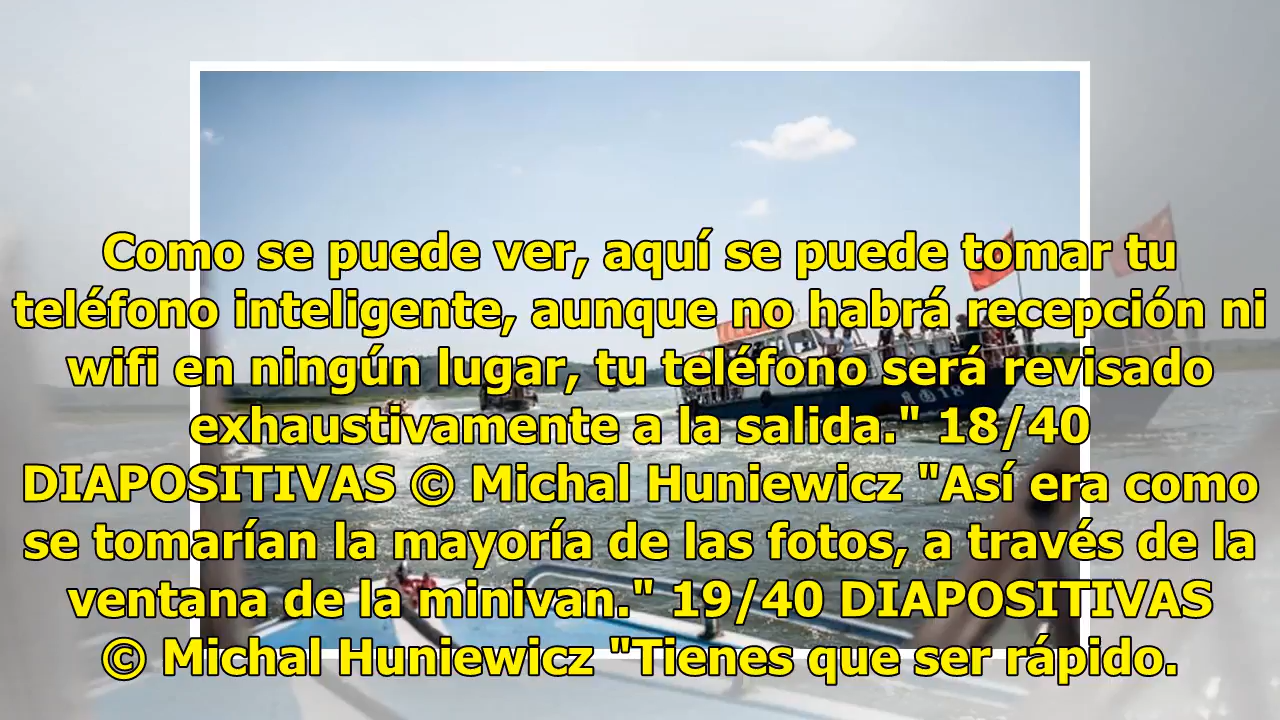 Como se puede ver, aquí se puede tomar tu
teléfono inteligente, aunque no habrá recepción ni
wifi en ningún lugar, tu teléfono será revisado
exhaustivamente a la salida." 18/40
DIAPOSITIVAS © Michal Huniewicz "Así era como
se tomarían la mayoría de las fotos, a través de la
ventana de la minivan." 19/40 DIAPOSITIVAS
© Michal Huniewicz "Tienes que ser rápido.